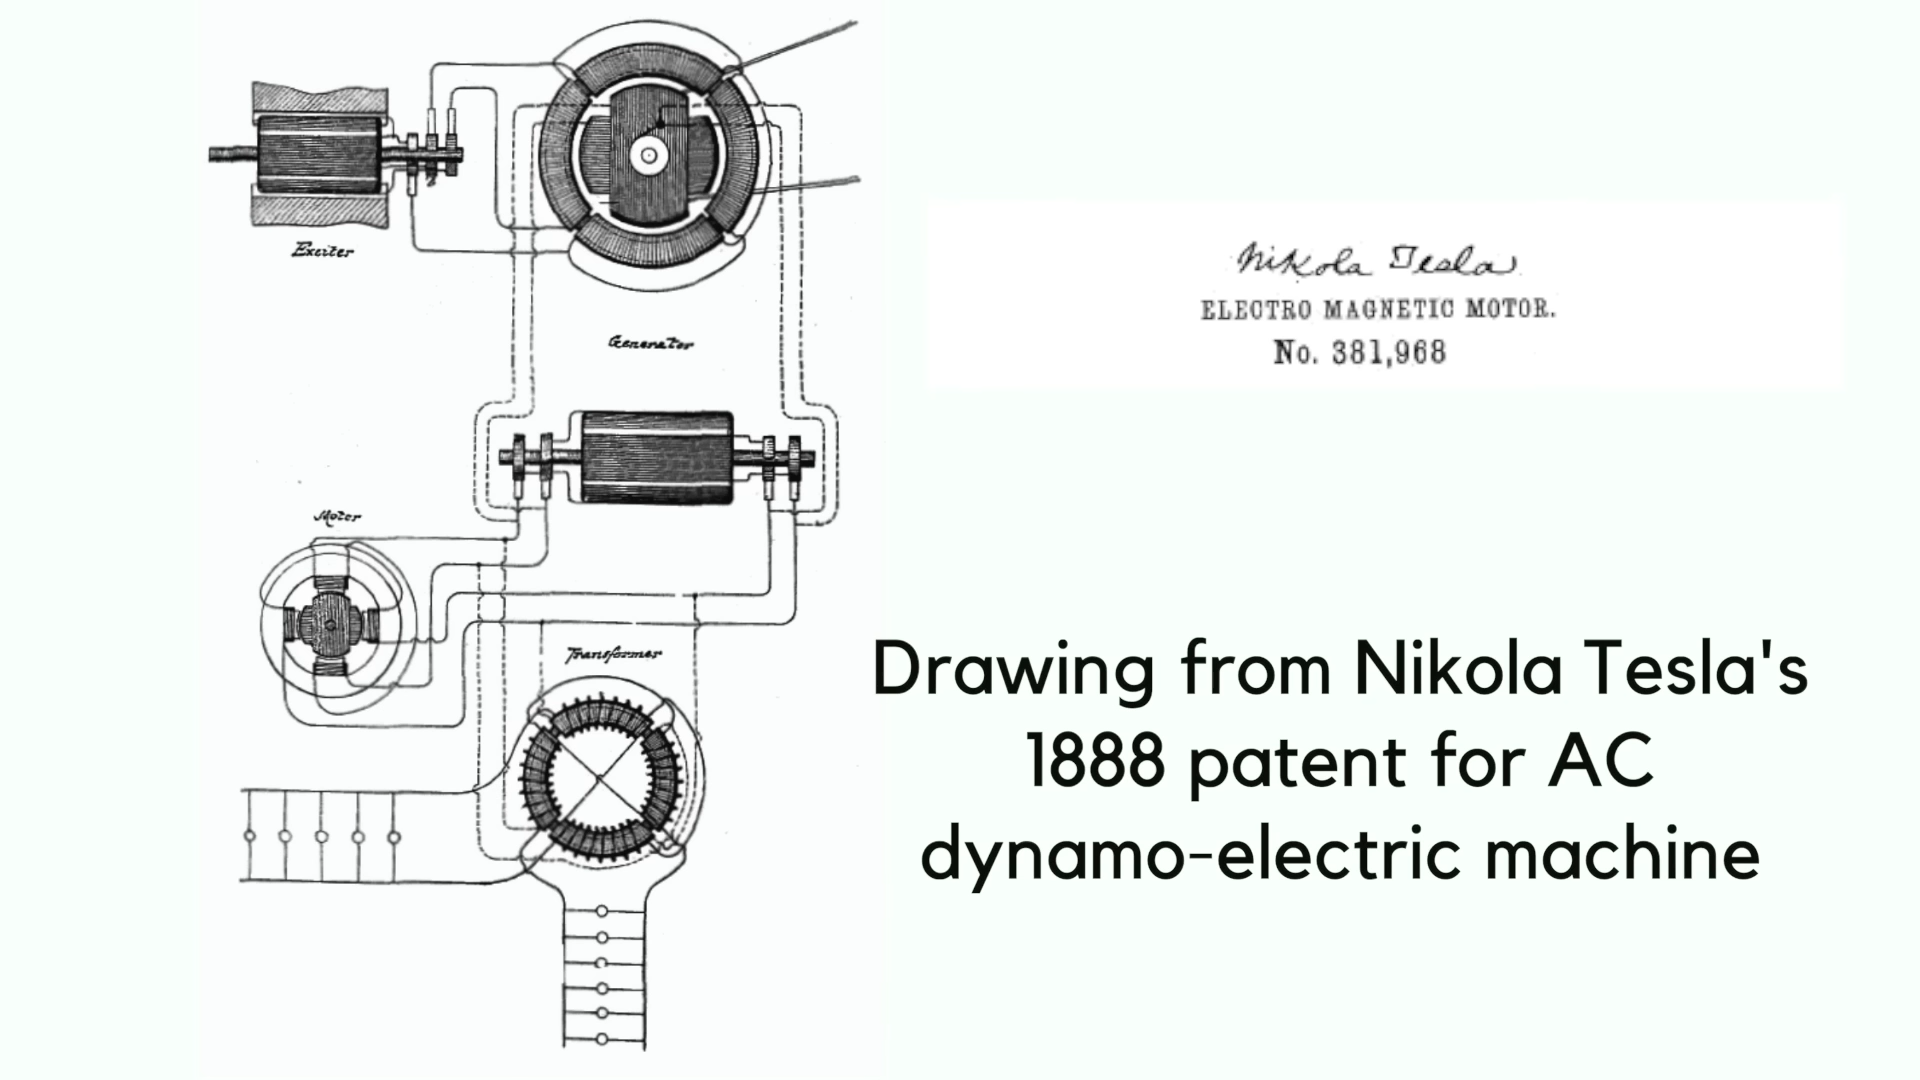 Exciter
Generator
Motor
Transformer
Nikola Tesla
ELECTRO MAGNETIC MOTOR.
No. 381,968
Drawing from Nikola Tesla's
1888 patent for AC
dynamo-electric machine